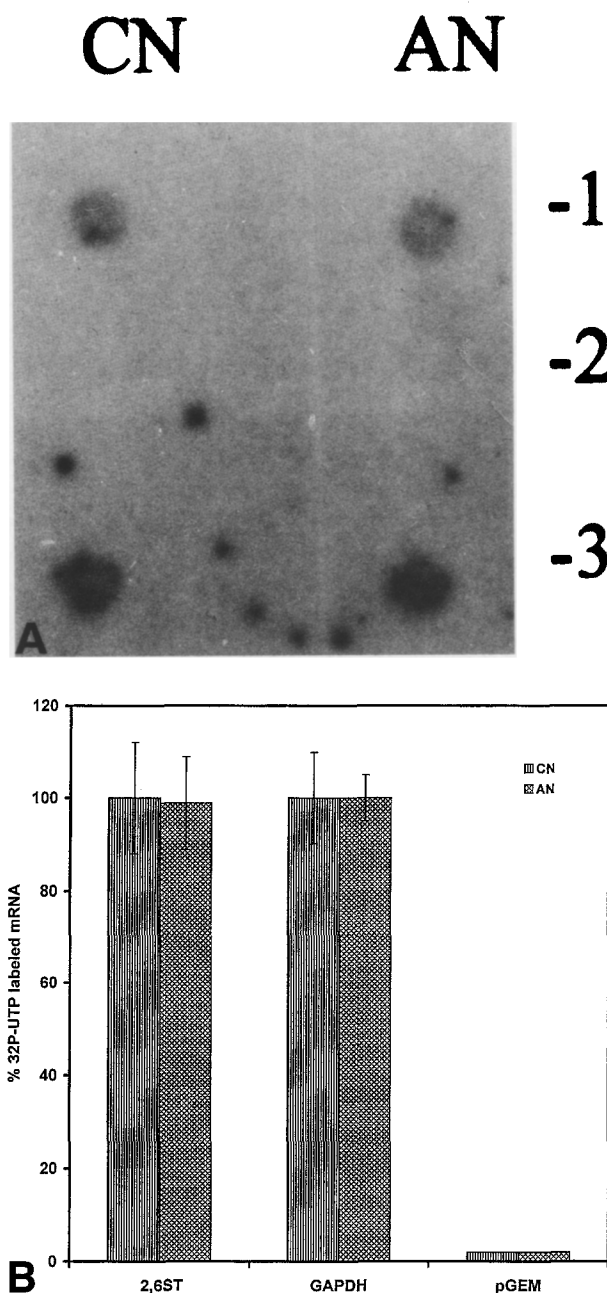 CN AN
-1
-2
-3
A
120
100
80
60
40
20
0
% 32P-UTP labeled mRNA
CN
AN
2,6ST GAPDH pGEM
B